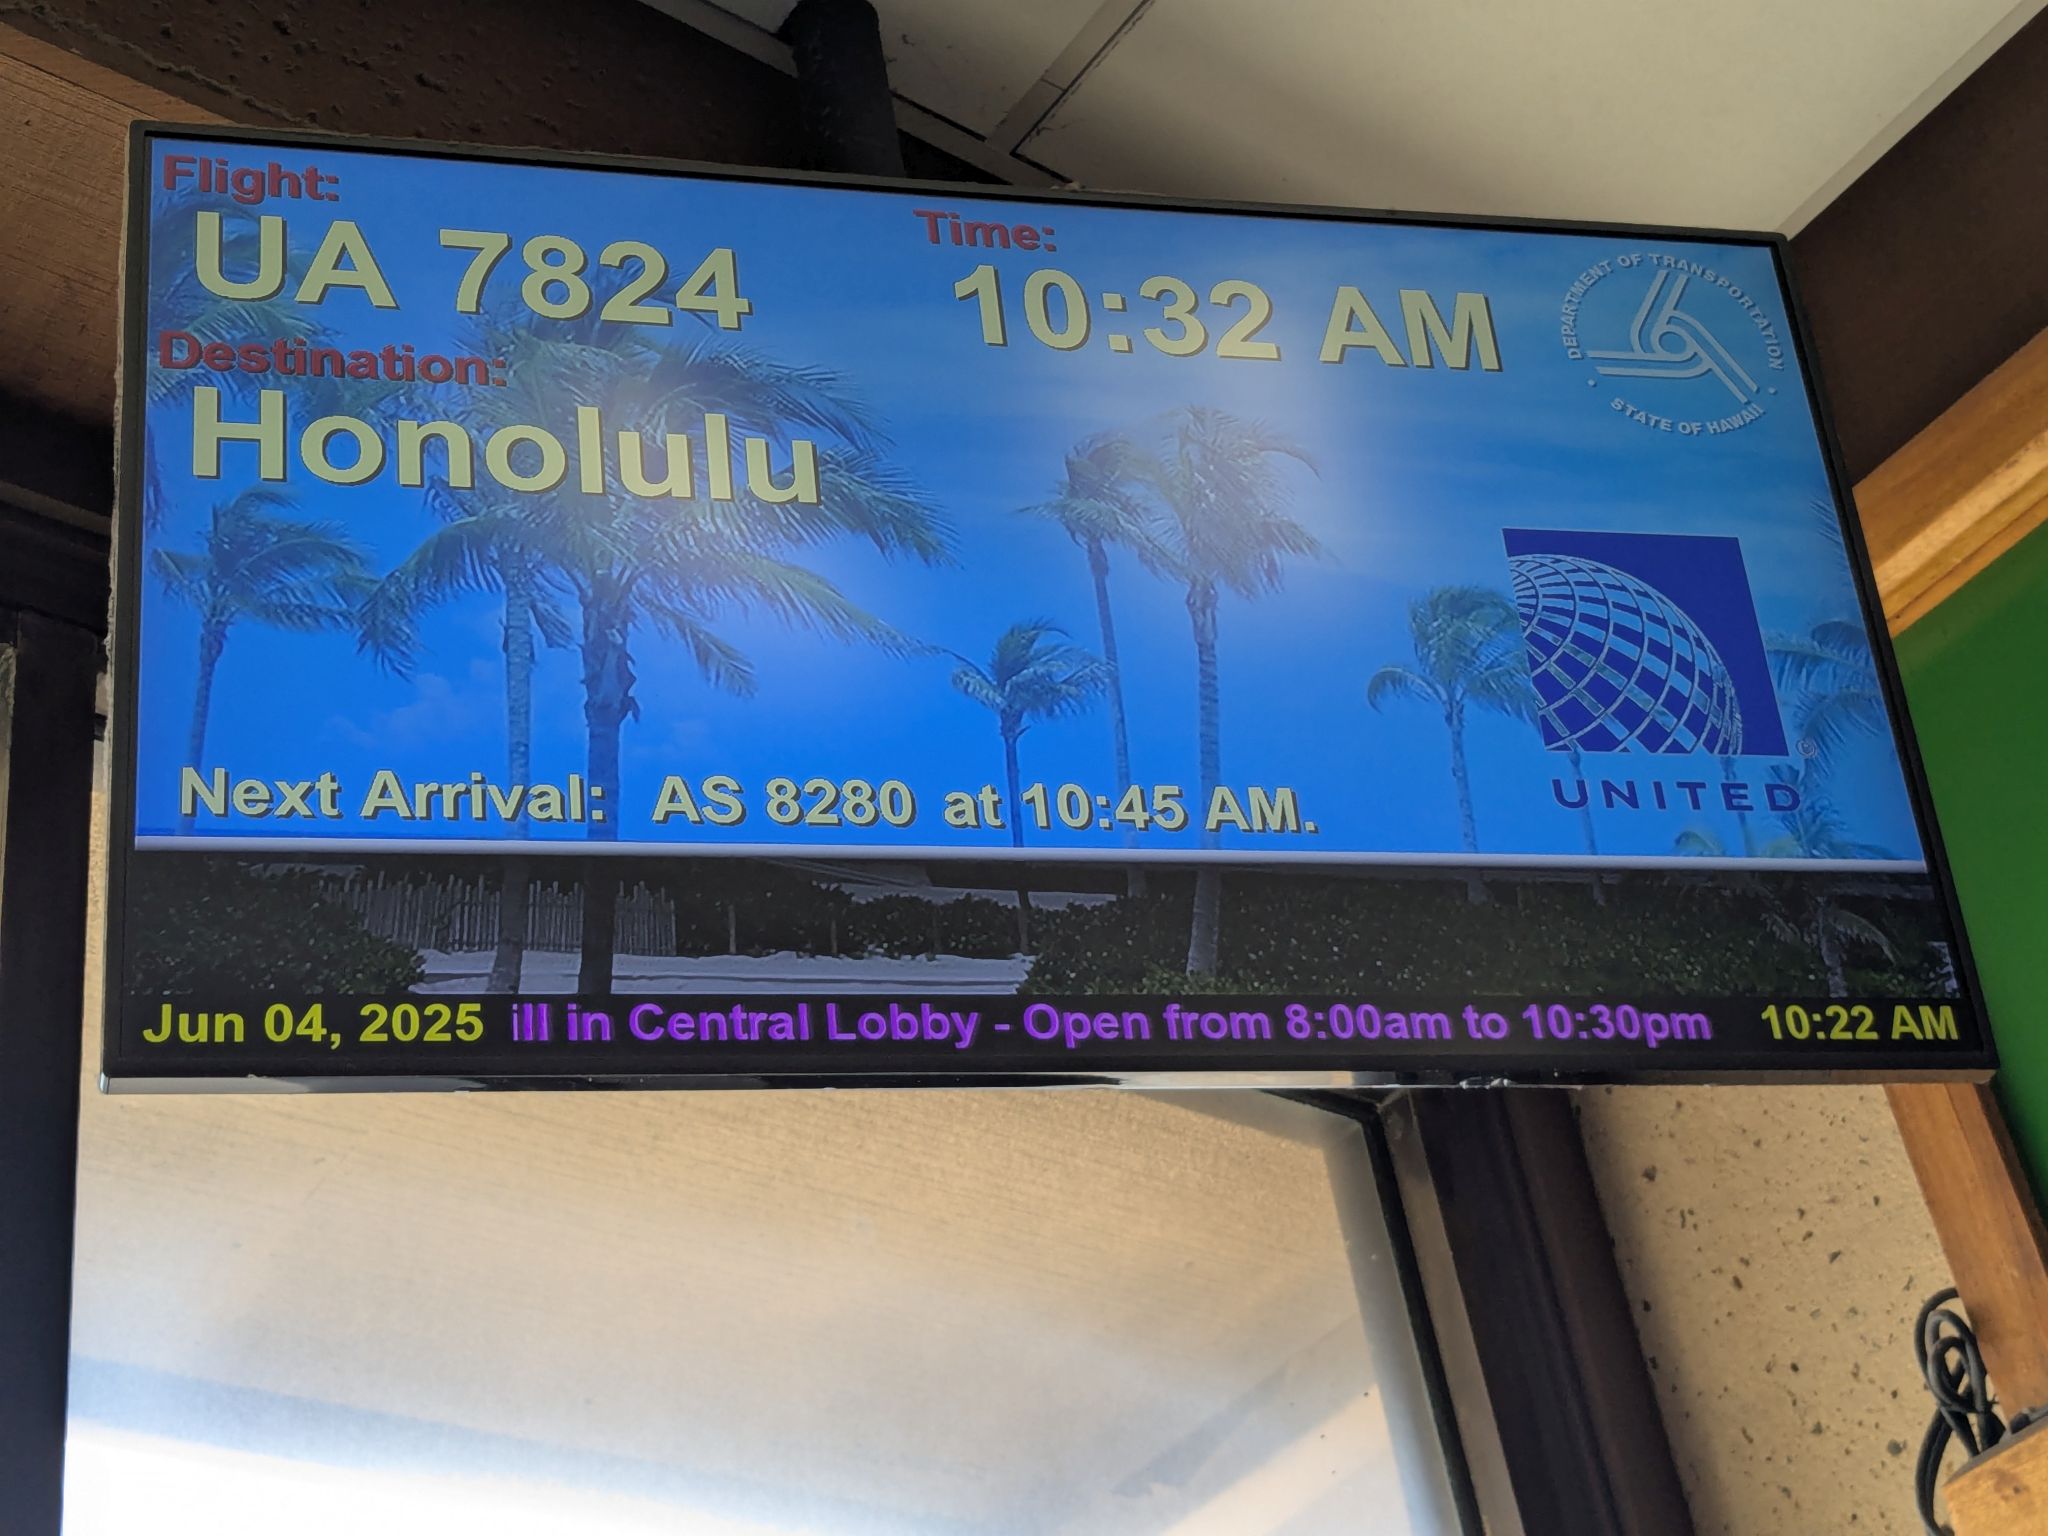 Flight:
UA 7824
Time:
10:32 AM
Destination:
Honolulu
DEPARTMENT OF TRANSPORTATION
STATE OF HAWAII
UNITED
Next Arrival: AS 8280 at 10:45 AM.
Jun 04, 2025 ill in Central Lobby - Open from 8:00am to 10:30pm 10:22 AM